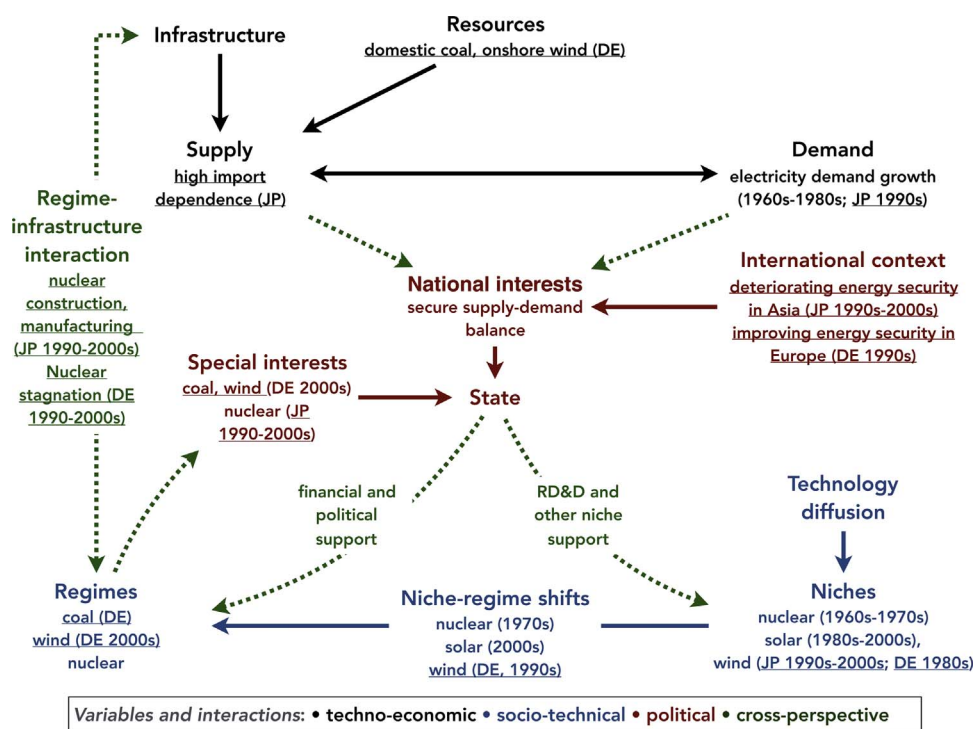 Infrastructure
Resources
domestic coal, onshore wind (DE)
Supply
high import
dependence (JP)
Demand
electricity demand growth
(1960s-1980s; JP 1990s)
Regime-
infrastructure
interaction
nuclear
construction,
manufacturing
(JP 1990-2000s)
Nuclear
stagnation (DE
1990-2000s)
National interests
secure supply-demand
balance
International context
deteriorating energy security
in Asia (JP 1990s-2000s)
improving energy security in
Europe (DE 1990s)
Special interests
coal, wind (DE 2000s)
nuclear (JP
1990-2000s)
State
financial and
political
support
RD&D and
other niche
support
Technology
diffusion
Regimes
coal (DE)
wind (DE 2000s)
nuclear
Niche-regime shifts
nuclear (1970s)
solar (2000s)
wind (DE, 1990s)
Niches
nuclear (1960s-1970s)
solar (1980s-2000s),
wind (JP 1990s-2000s; DE 1980s)
Variables and interactions: • techno-economic • socio-technical • political • cross-perspective